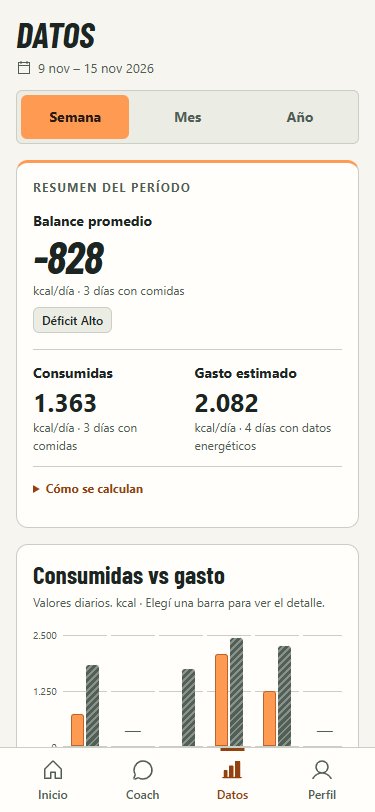 DATOS
9 nov – 15 nov 2026
Semana Mes Año
RESUMEN DEL PERÍODO
Balance promedio
-828
kcal/día · 3 días con comidas
Déficit Alto
Consumidas Gasto estimado
1.363 2.082
kcal/día · 3 días con kcal/día · 4 días con datos
comidas energéticos
Cómo se calculan
Consumidas vs gasto
Valores diarios. kcal · Elegí una barra para ver el detalle.
2.500
1.250
Inicio Coach Datos Perfil